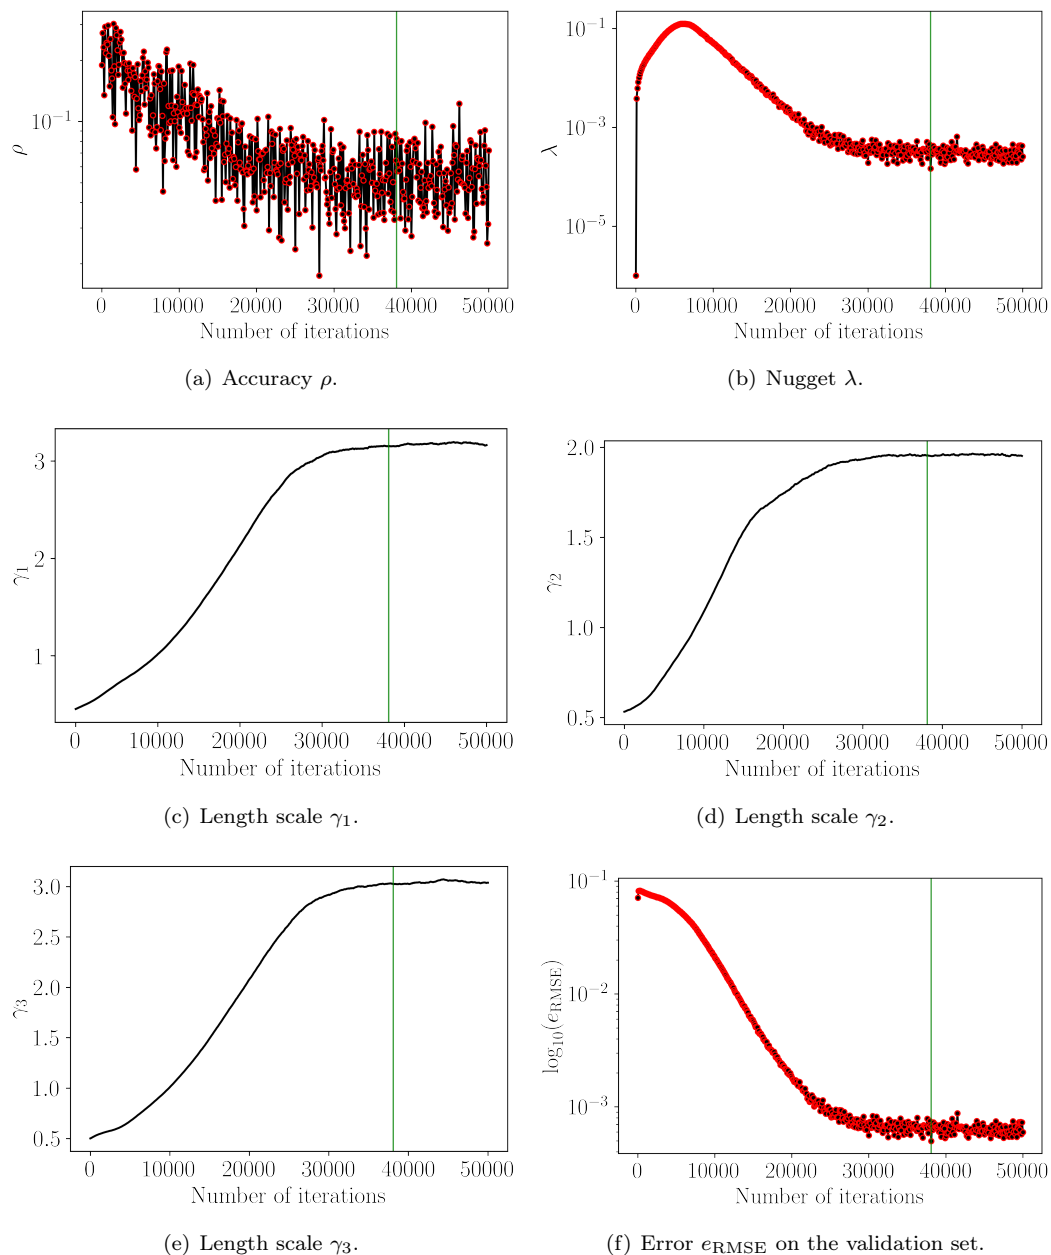 10⁻¹
ρ
0 10000 20000 30000 40000 50000
Number of iterations
(a) Accuracy ρ.
10⁻¹
10⁻³
λ
10⁻⁵
0 10000 20000 30000 40000 50000
Number of iterations
(b) Nugget λ.
3
2
γ₁
1
0 10000 20000 30000 40000 50000
Number of iterations
(c) Length scale γ₁.
2.0
1.5
γ₂
1.0
0.5
0 10000 20000 30000 40000 50000
Number of iterations
(d) Length scale γ₂.
3.0
2.5
γ₃
2.0
1.5
1.0
0.5
0 10000 20000 30000 40000 50000
Number of iterations
(e) Length scale γ₃.
10⁻¹
10⁻²
log₁₀(e_RMSE)
10⁻³
0 10000 20000 30000 40000 50000
Number of iterations
(f) Error e_RMSE on the validation set.